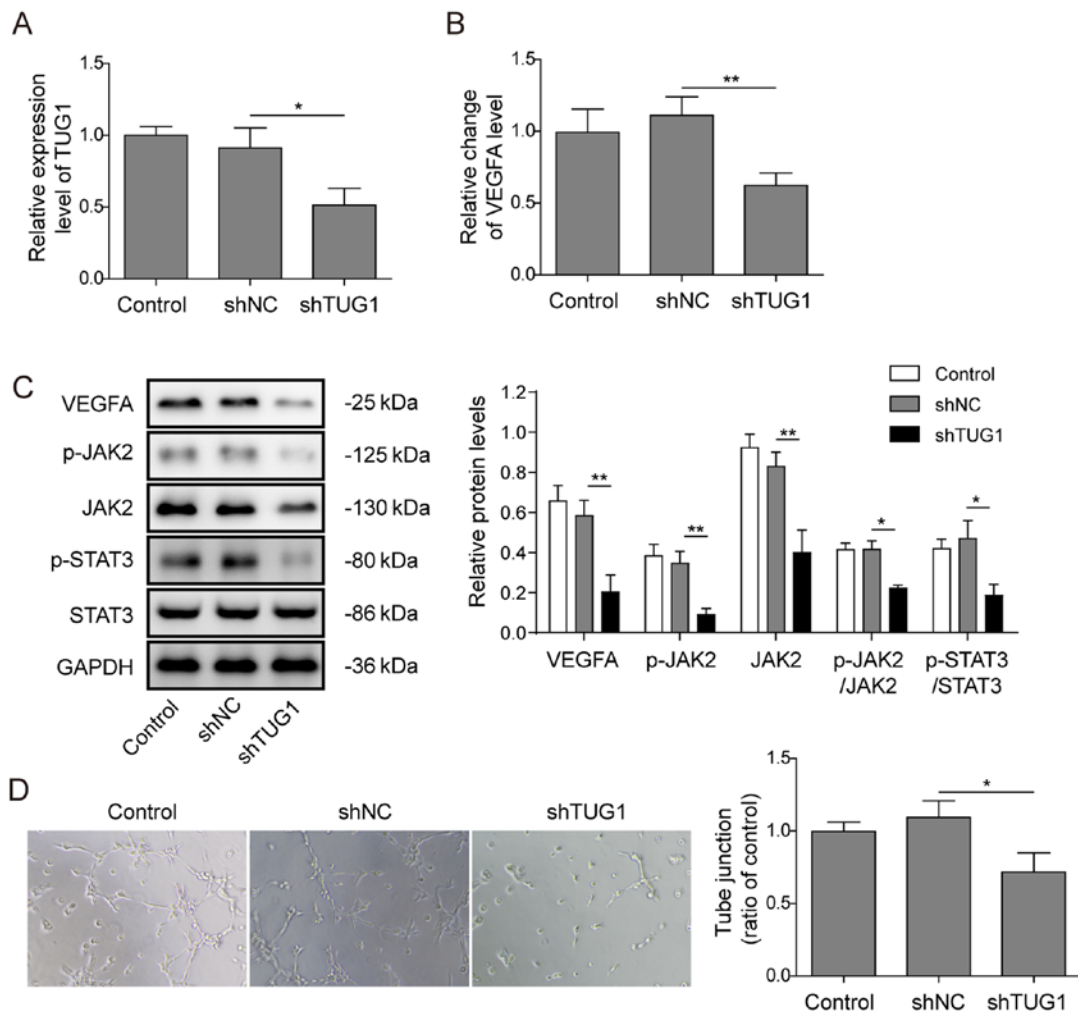 A
Relative expression
level of TUG1
1.5
1.0
0.5
0.0
*
Control
shNC
shTUG1
B
Relative change
of VEGFA level
1.5
1.0
0.5
0.0
**
Control
shNC
shTUG1
C
VEGFA
-25 kDa
p-JAK2
-125 kDa
JAK2
-130 kDa
p-STAT3
-80 kDa
STAT3
-86 kDa
GAPDH
-36 kDa
Control
shNC
shTUG1
Relative protein levels
1.2
1.0
0.8
0.6
0.4
0.2
0.0
Control
shNC
shTUG1
**
**
**
*
*
VEGFA
p-JAK2
JAK2
p-JAK2
/JAK2
p-STAT3
/STAT3
D
Control
shNC
shTUG1
Tube junction
(ratio of control)
1.5
1.0
0.5
0.0
*
Control
shNC
shTUG1